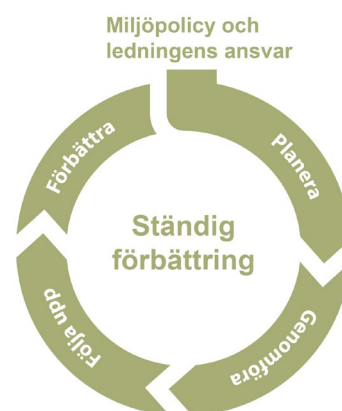 Miljöpolicy och
ledningens ansvar
Planera
Genomföra
Följa upp
Förbättra
Ständig
förbättring